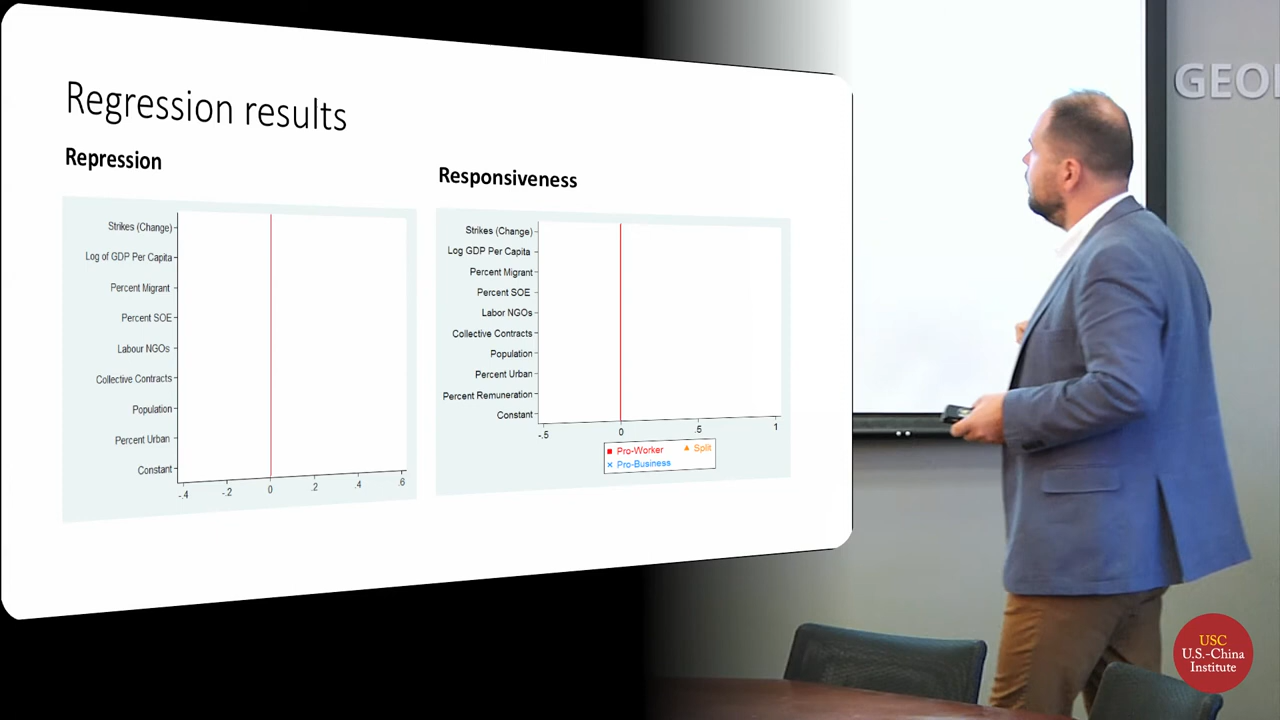 Regression results
Repression
Strikes (Change)
Log of GDP Per Capita
Percent Migrant
Percent SOE
Labour NGOs
Collective Contracts
Population
Percent Urban
Constant
-.4 -.2 0 .2 .4 .6
Responsiveness
Strikes (Change)
Log GDP Per Capita
Percent Migrant
Percent SOE
Labor NGOs
Collective Contracts
Population
Percent Urban
Percent Remuneration
Constant
-.5 0 .5 1
Pro-Worker Split
Pro-Business
GEO
USC
U.S.-China
Institute